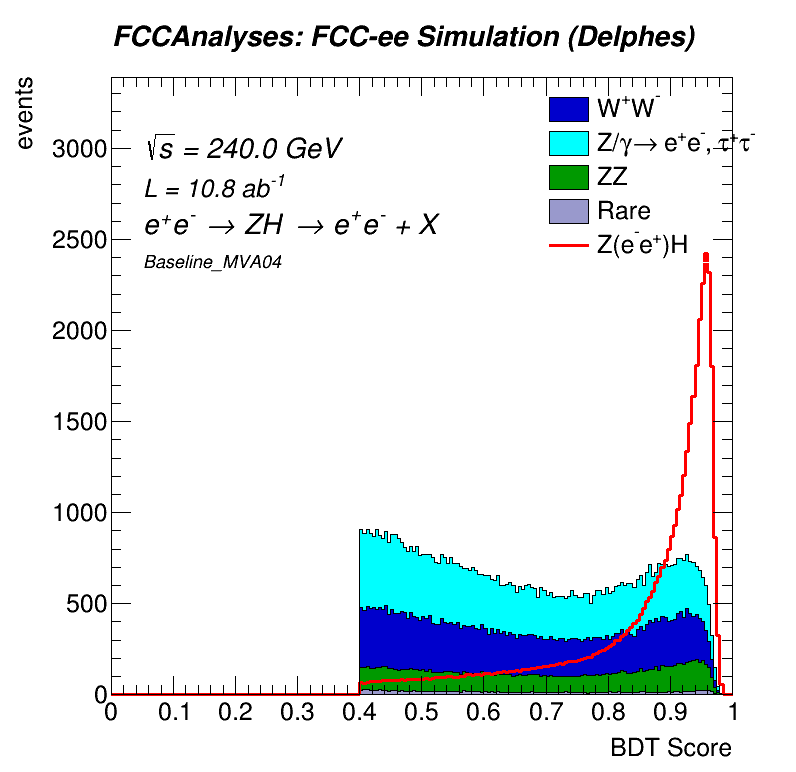 FCCAnalyses: FCC-ee Simulation (Delphes)
events
3000
2500
2000
1500
1000
500
0
√s = 240.0 GeV
L = 10.8 ab⁻¹
e⁺e⁻ → ZH → e⁺e⁻ + X
Baseline_MVA04
W⁺W⁻
Z/γ→ e⁺e⁻, τ⁺τ⁻
ZZ
Rare
Z(e⁻e⁺)H
0 0.1 0.2 0.3 0.4 0.5 0.6 0.7 0.8 0.9 1
BDT Score